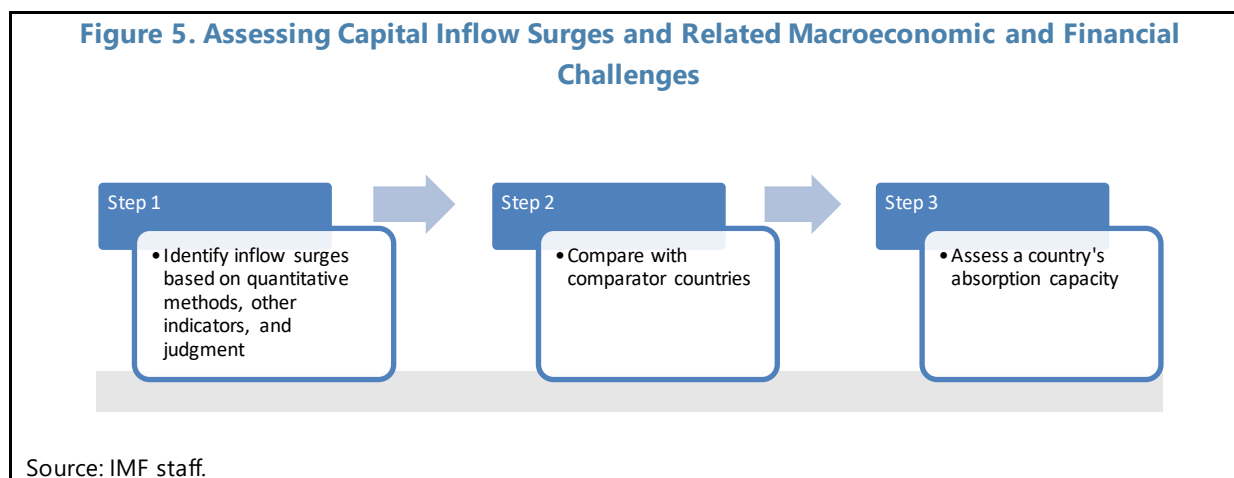 Figure 5. Assessing Capital Inflow Surges and Related Macroeconomic and Financial
Challenges
Step 1
• Identify inflow surges
based on quantitative
methods, other
indicators, and
judgment
Step 2
• Compare with
comparator countries
Step 3
• Assess a country's
absorption capacity
Source: IMF staff.